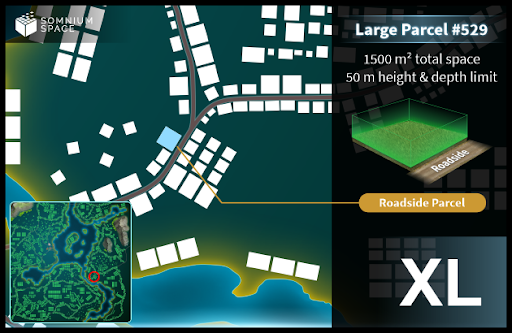 SOMNIUM
SPACE
Large Parcel #529
1500 m² total space
50 m height & depth limit
Roadside
Roadside Parcel
XL